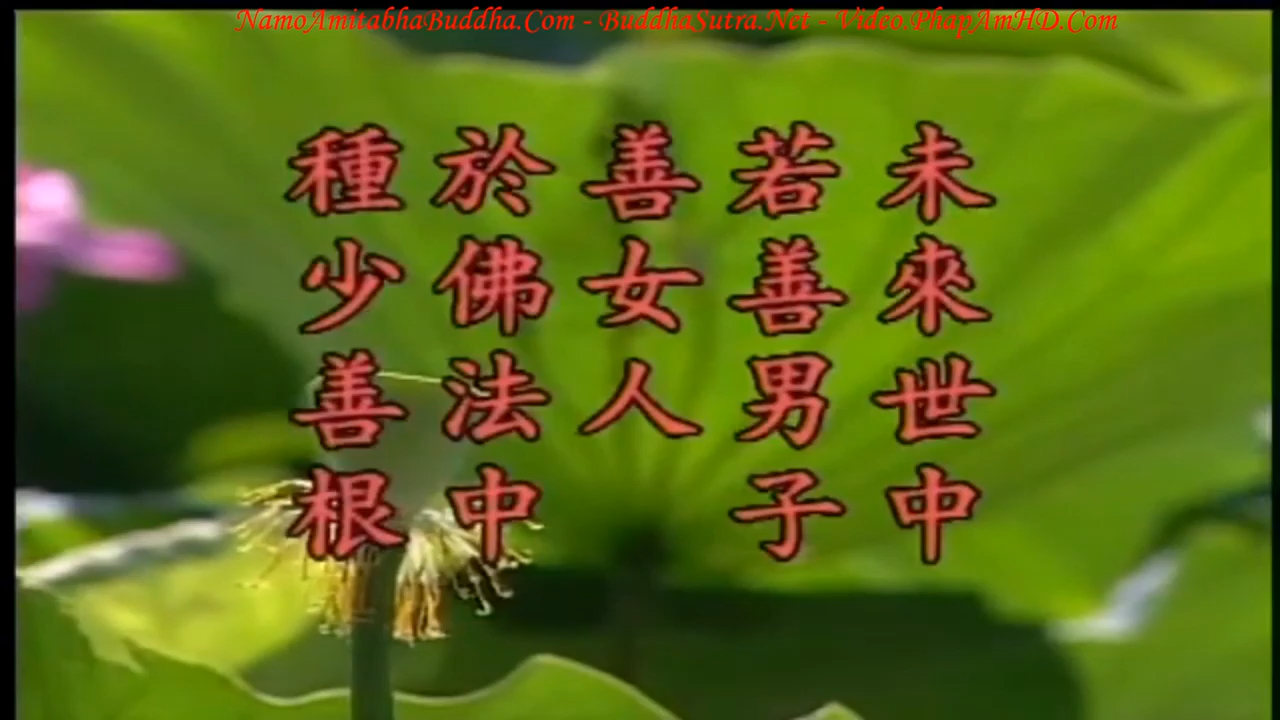 NamoAmitabhaBuddha.Com - BuddhaSutra.Net - Video.PhapAmHD.Com
未來世中
若善男子
善女人
於佛法中
種少善根